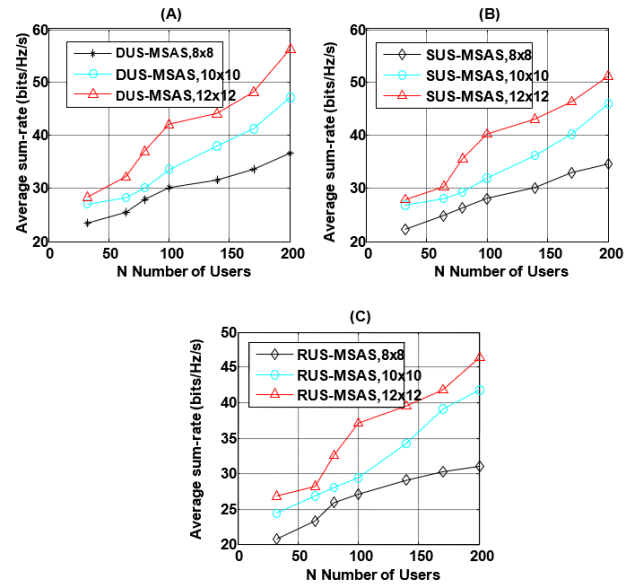 (A)
60
50
40
30
20
0
50
100
150
200
Average sum-rate (bits/Hz/s)
N Number of Users
DUS-MSAS,8x8
DUS-MSAS,10x10
DUS-MSAS,12x12
(B)
60
50
40
30
20
0
50
100
150
200
Average sum-rate (bits/Hz/s)
N Number of Users
SUS-MSAS,8x8
SUS-MSAS,10x10
SUS-MSAS,12x12
(C)
50
45
40
35
30
25
20
0
50
100
150
200
Average sum-rate (bits/Hz/s)
N Number of Users
RUS-MSAS,8x8
RUS-MSAS,10x10
RUS-MSAS,12x12